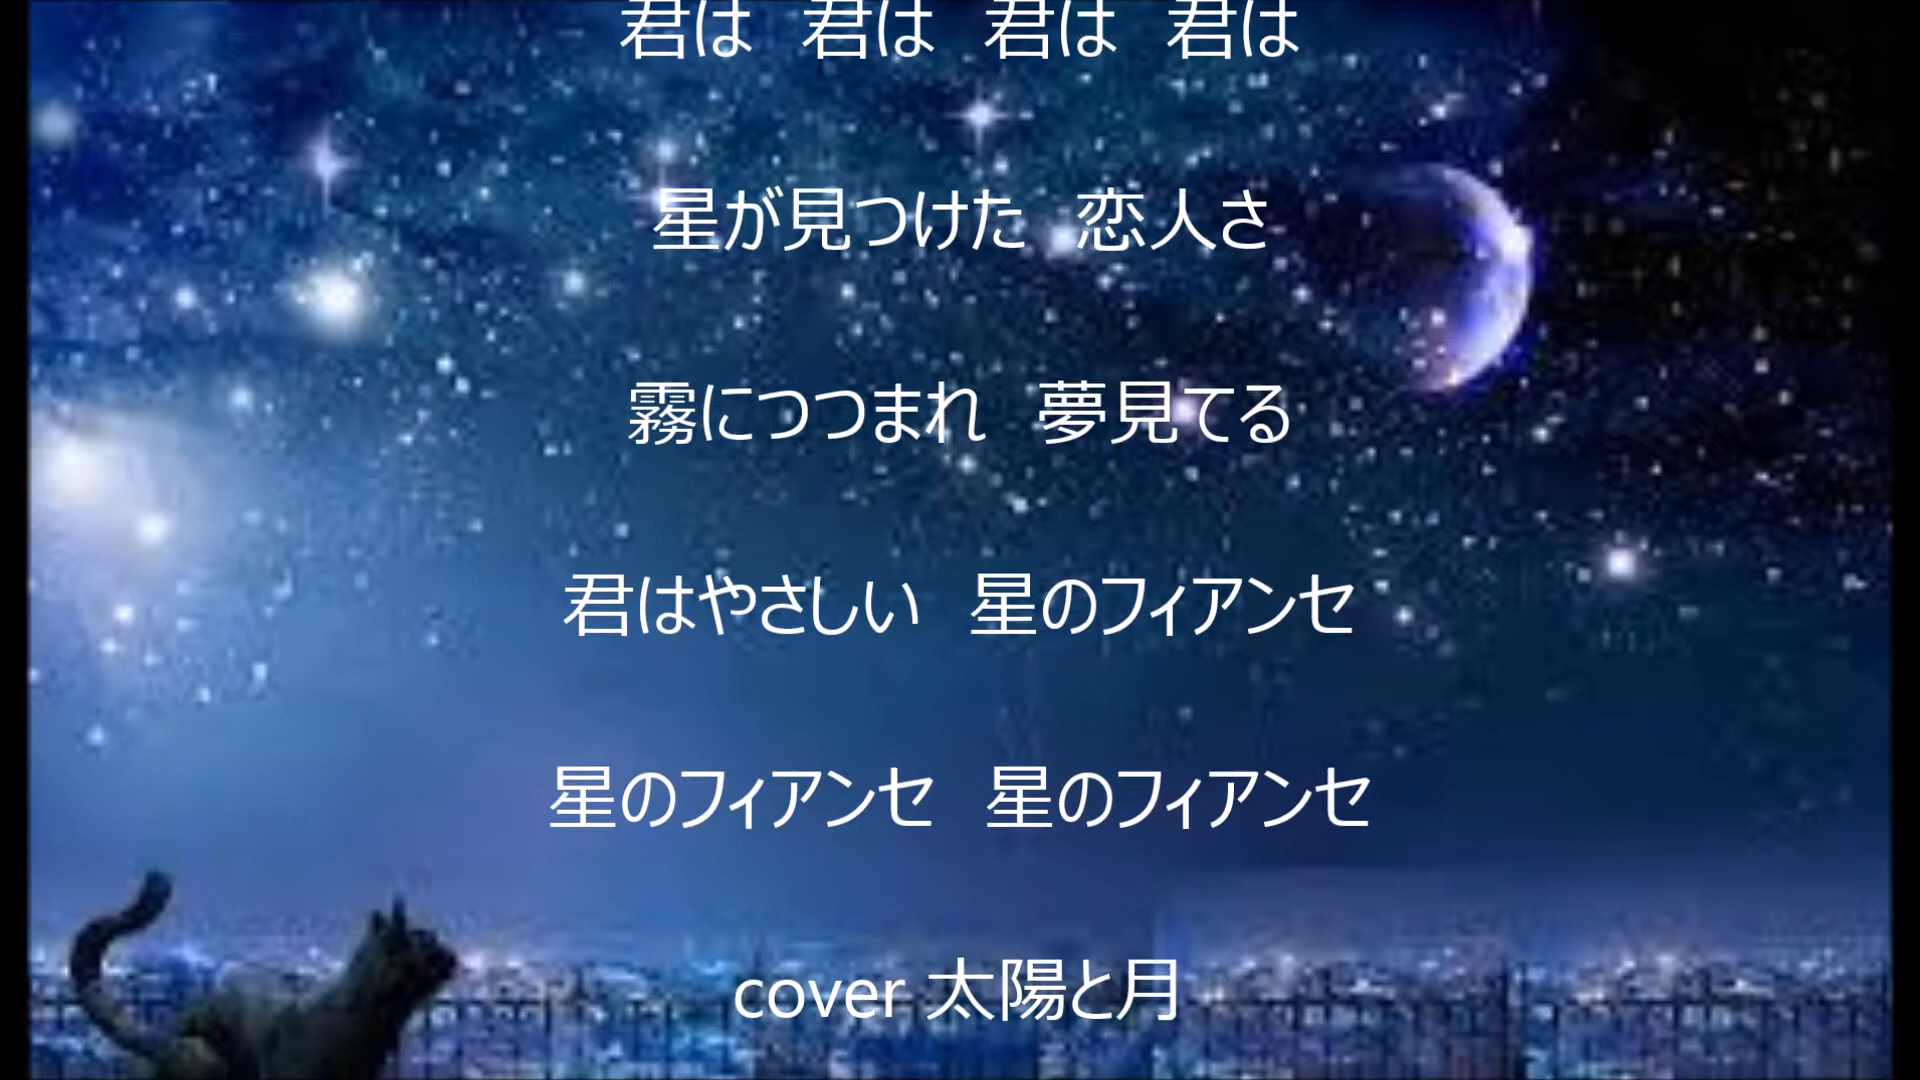 君は　君は　君は　君は
星が見つけた　恋人さ
霧につつまれ　夢見てる
君はやさしい　星のフィアンセ
星のフィアンセ　星のフィアンセ
cover 太陽と月